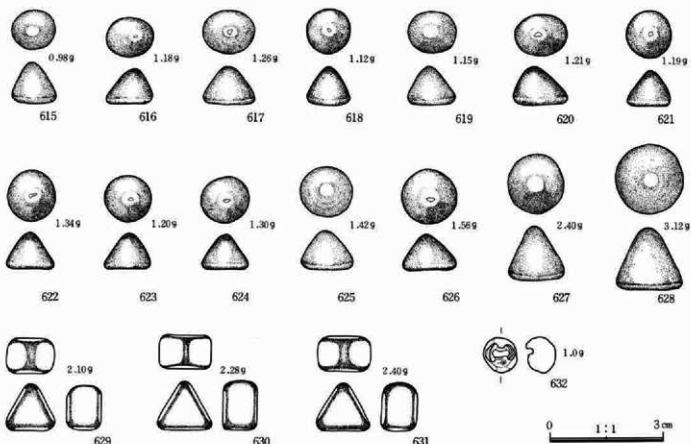 0.98g 1.18g 1.26g 1.12g 1.15g 1.21g 1.19g
615 616 617 618 619 620 621
1.34g 1.20g 1.30g 1.42g 1.56g 2.40g 3.12g
622 623 624 625 626 627 628
2.10g 2.28g 2.40g 1.0g
629 630 631 632
0 1:1 3cm